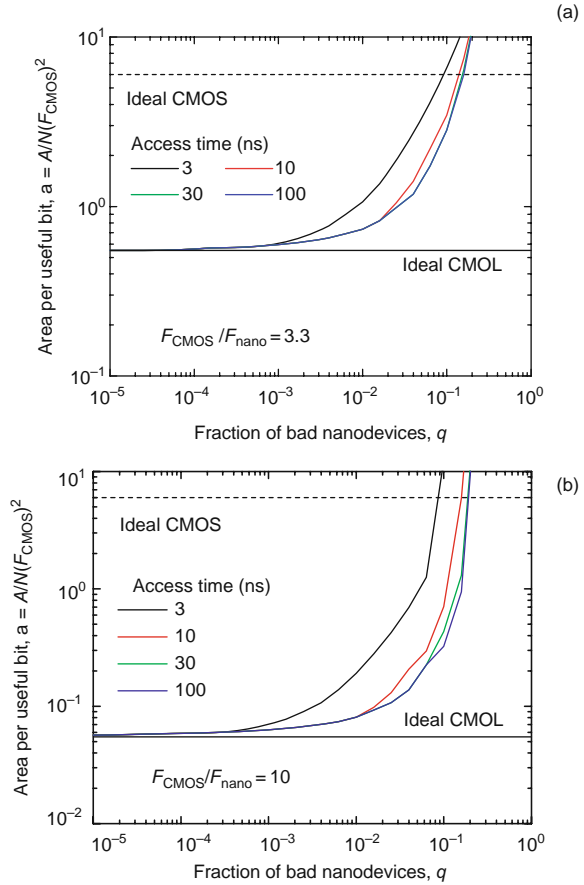 (a)
Area per useful bit, a = A/N(F_CMOS)^2
10^1
10^0
10^−1
Ideal CMOS
Access time (ns)
3 10
30 100
Ideal CMOL
F_CMOS /F_nano = 3.3
10^−5 10^−4 10^−3 10^−2 10^−1 10^0
Fraction of bad nanodevices, q
(b)
Area per useful bit, a = A/N(F_CMOS)^2
10^1
10^0
10^−1
10^−2
Ideal CMOS
Access time (ns)
3
10
30
100
Ideal CMOL
F_CMOS/F_nano = 10
10^−5 10^−4 10^−3 10^−2 10^−1 10^0
Fraction of bad nanodevices, q